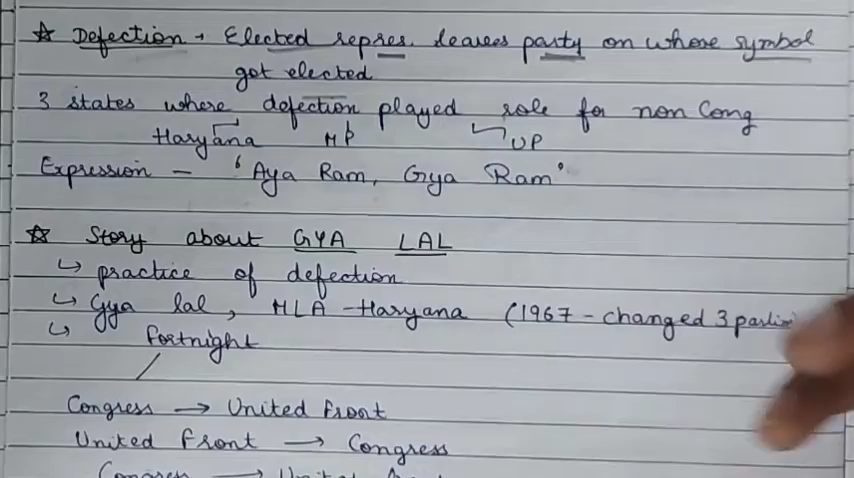 ☆ Defection → Elected repres. leaves party on whose symbol
got elected
3 states where defection played role for non Cong
Haryana MP UP
Expression — 'Aya Ram, Gya Ram'
☆ Story about GYA LAL
↳ practice of defection
↳ Gya lal, MLA - Haryana (1967 - changed 3 parties)
↳ fortnight
Congress → United Front
United Front → Congress
Congress → United